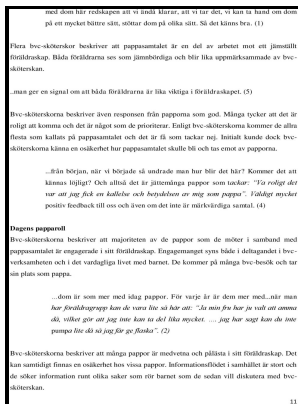 med dom här redskapen att vi ändå klarar, att vi tar det, vi kan ta hand om dom
på ett mycket bättre sätt, stöttar dom på olika sätt. Så det känns bra. (1)
Flera bvc-sköterskor beskriver att pappasamtalet är en del av arbetet mot ett jämställt
föräldraskap. Båda föräldrarna ses som jämnbördiga och blir lika uppmärksammade av bvc-
sköterskan.
..man ger en signal om att båda föräldrarna är lika viktiga i föräldraskapet. (5)
Bvc-sköterskorna beskriver även responsen från papporna som god. Många tycker att det är
roligt att komma och det är något som de prioriterar. Enligt bvc-sköterskorna kommer de allra
flesta som kallats på pappasamtalet och det är få som tackar nej. Initialt kunde dock bvc-
sköterskorna känna en osäkerhet hur pappasamtalet skulle bli och tas emot av papporna.
...från början, när vi började så undrade man hur blir det här? Kommer det att
kännas löjligt? Och alltså det är jättemånga pappor som tackar: "Va roligt det
var att jag fick en kallelse och betydelsen av mig som pappa". Väldigt mycket
positiv feedback till oss och även om det inte är märkvärdiga samtal. (4)
Dagens papparoll
Bvc-sköterskorna beskriver att majoriteten av de pappor som de möter i samband med
pappasamtalet är engagerade i sitt föräldraskap. Engagemanget syns både i deltagandet i bvc-
verksamheten och i det vardagliga livet med barnet. De kommer på många bvc-besök och tar
sin plats som pappa.
...dom är som mer med idag pappor. För varje år är dem mer med...när man
har föräldragrupp kan de vara lite så här att: "Ja min fru har ju valt att amma
då, vilket gör att jag inte kan ta del lika mycket. .... jag har sagt kan du inte
pumpa lite då så jag får ge flaska". (2)
Bvc-sköterskorna beskriver att många pappor är medvetna och pålästa i sitt föräldraskap. Det
kan samtidigt finnas en osäkerhet hos vissa pappor. Informationsflödet i samhället är stort och
de söker information runt olika saker som rör barnet som de sedan vill diskutera med bvc-
sköterskan.
11